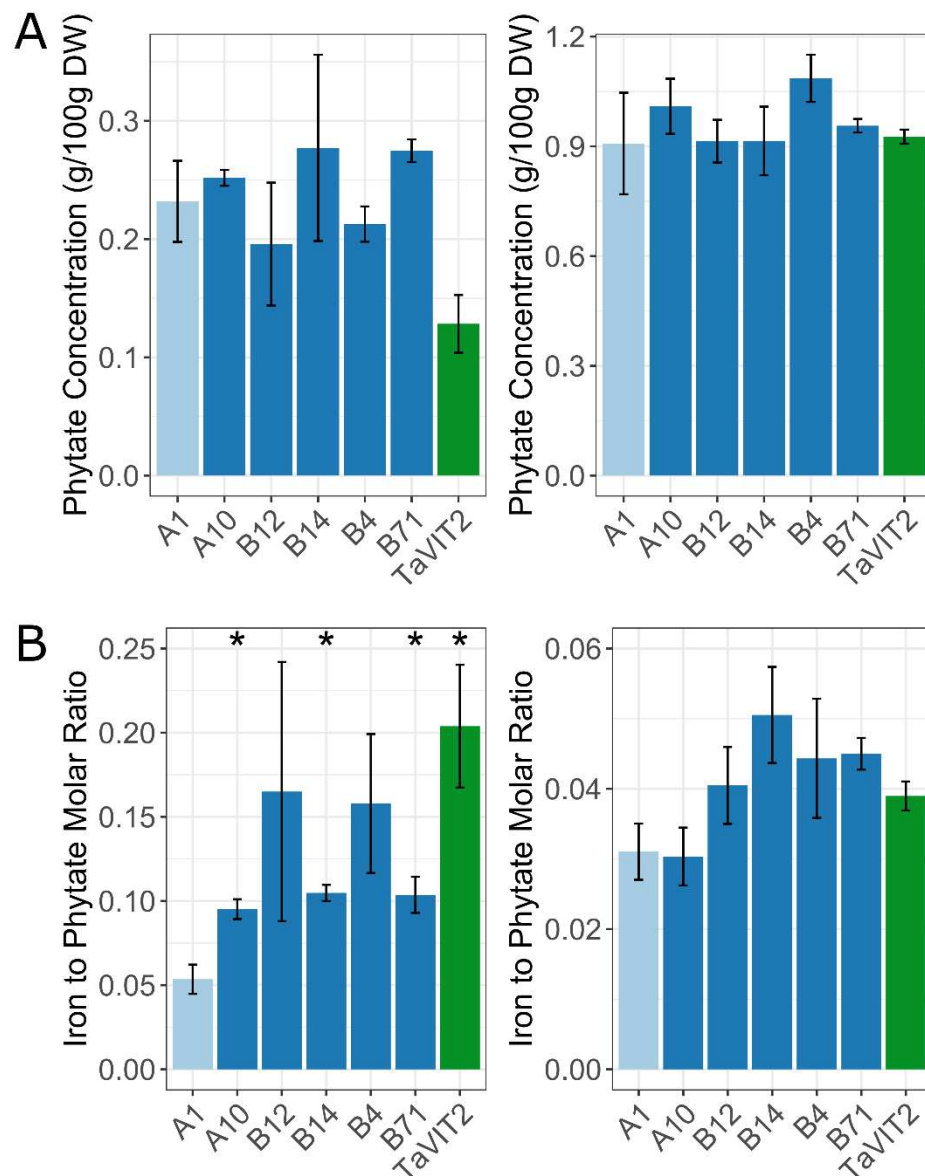 A
Phytate Concentration (g/100g DW)
0.3
0.2
0.1
0.0
A1
A10
B12
B14
B4
B71
TaVIT2
Phytate Concentration (g/100g DW)
1.2
0.9
0.6
0.3
0.0
A1
A10
B12
B14
B4
B71
TaVIT2
B
Iron to Phytate Molar Ratio
0.25
0.20
0.15
0.10
0.05
0.00
* * * *
A1
A10
B12
B14
B4
B71
TaVIT2
Iron to Phytate Molar Ratio
0.06
0.04
0.02
0.00
A1
A10
B12
B14
B4
B71
TaVIT2